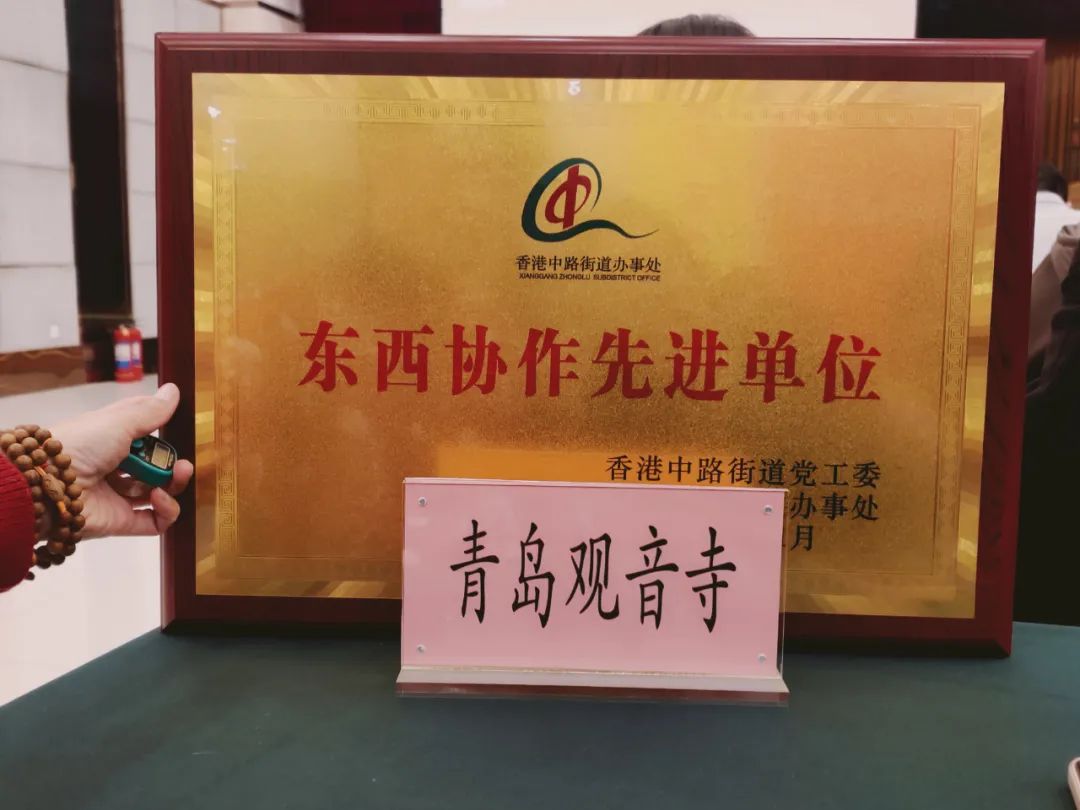 香港中路街道办事处
XIANGGANG ZHONGLU SUBDISTRICT OFFICE
东西协作先进单位
香港中路街道党工委
办事处
月
青岛观音寺